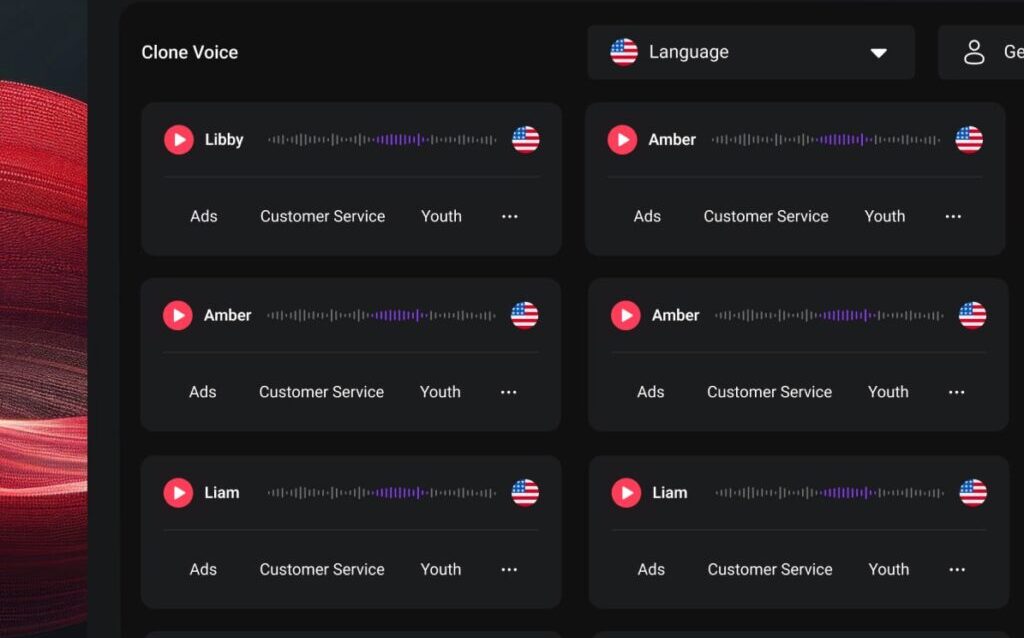 Clone Voice
Language
Ge
Libby
Amber
Ads Customer Service Youth ...
Ads Customer Service Youth ...
Amber
Amber
Ads Customer Service Youth ...
Ads Customer Service Youth ...
Liam
Liam
Ads Customer Service Youth ...
Ads Customer Service Youth ...